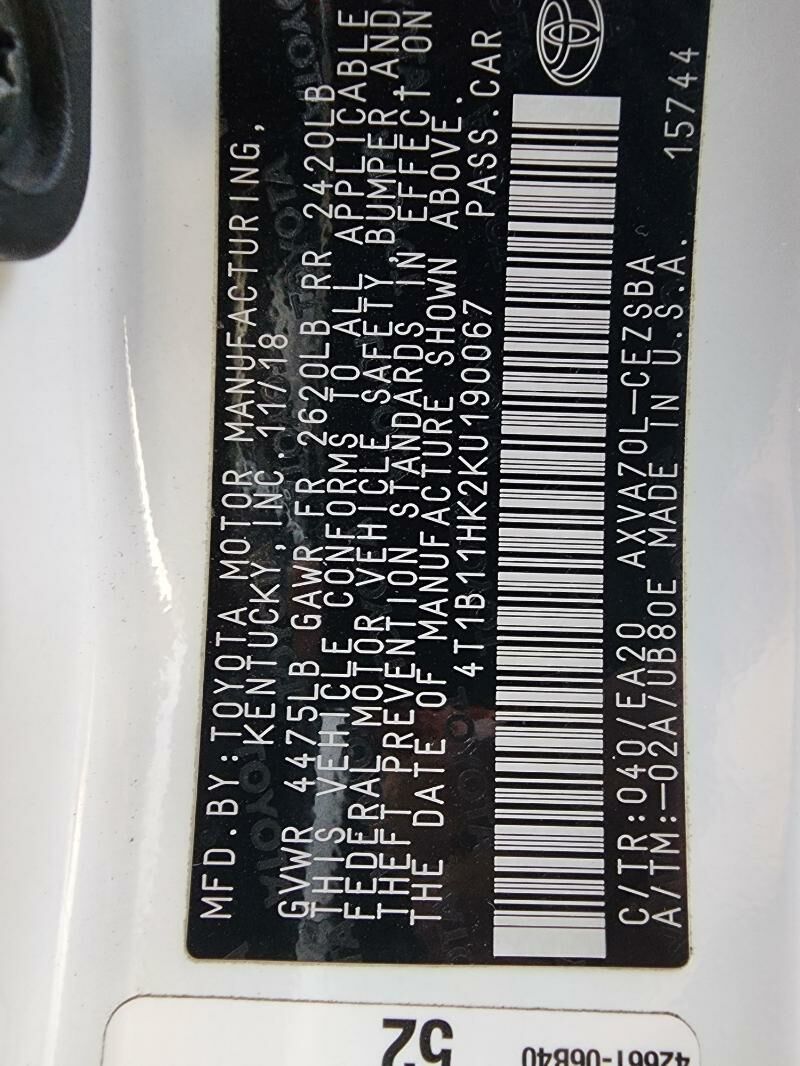 MFD.BY:TOYOTA MOTOR MANUFACTURING,
KENTUCKY,INC. 11/18
GVWR 4475LB GAWR FR 2620LB RR 2420LB
THIS VEHICLE CONFORMS TO ALL APPLICABLE
FEDERAL MOTOR VEHICLE SAFETY,BUMPER,AND
THEFT PREVENTION STANDARDS IN EFFECT ON
THE DATE OF MANUFACTURE SHOWN ABOVE.
4T1B11HK2KU190067 PASS.CAR
C/TR:040/EA20 AXVA70L-CEZSBA
A/TM:-02A/UB80E MADE IN U.S.A. 15744
52
42661-06B40